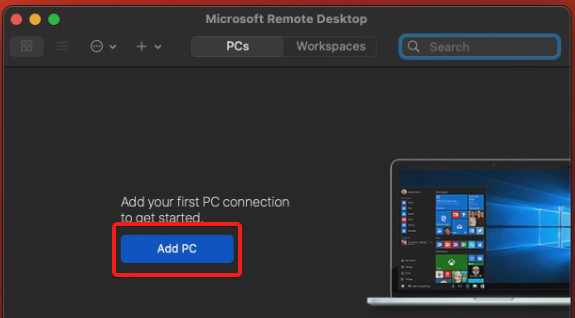 Microsoft Remote Desktop
PCs
Workspaces
Search
Add your first PC connection
to get started.
Add PC